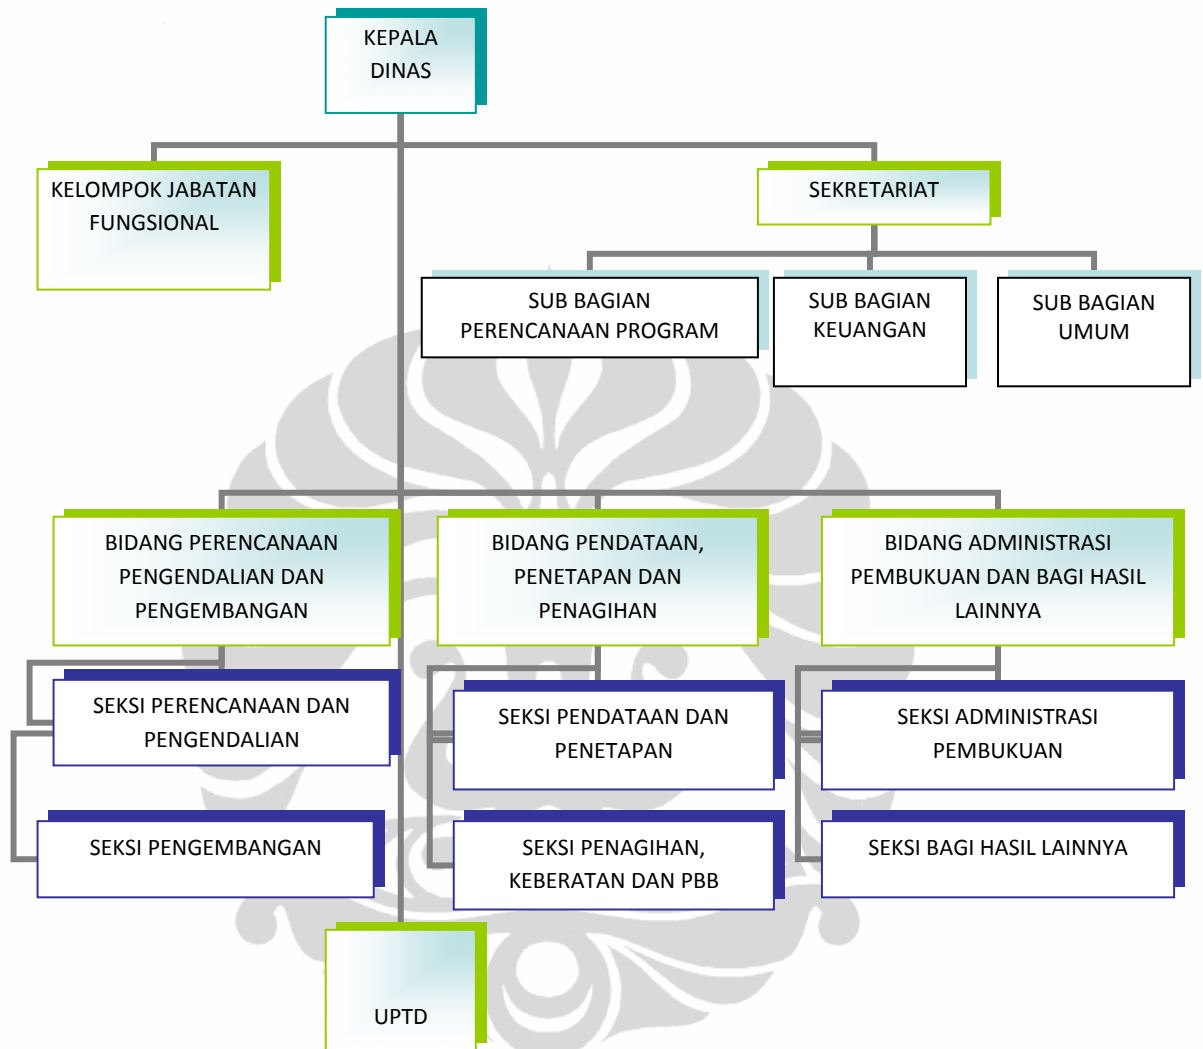 KEPALA
DINAS
KELOMPOK JABATAN
FUNGSIONAL
SEKRETARIAT
SUB BAGIAN
PERENCANAAN PROGRAM
SUB BAGIAN
KEUANGAN
SUB BAGIAN
UMUM
BIDANG PERENCANAAN
PENGENDALIAN DAN
PENGEMBANGAN
BIDANG PENDATAAN,
PENETAPAN DAN
PENAGIHAN
BIDANG ADMINISTRASI
PEMBUKUAN DAN BAGI HASIL
LAINNYA
SEKSI PERENCANAAN DAN
PENGENDALIAN
SEKSI PENDATAAN DAN
PENETAPAN
SEKSI ADMINISTRASI
PEMBUKUAN
SEKSI PENGEMBANGAN
SEKSI PENAGIHAN,
KEBERATAN DAN PBB
SEKSI BAGI HASIL LAINNYA
UPTD